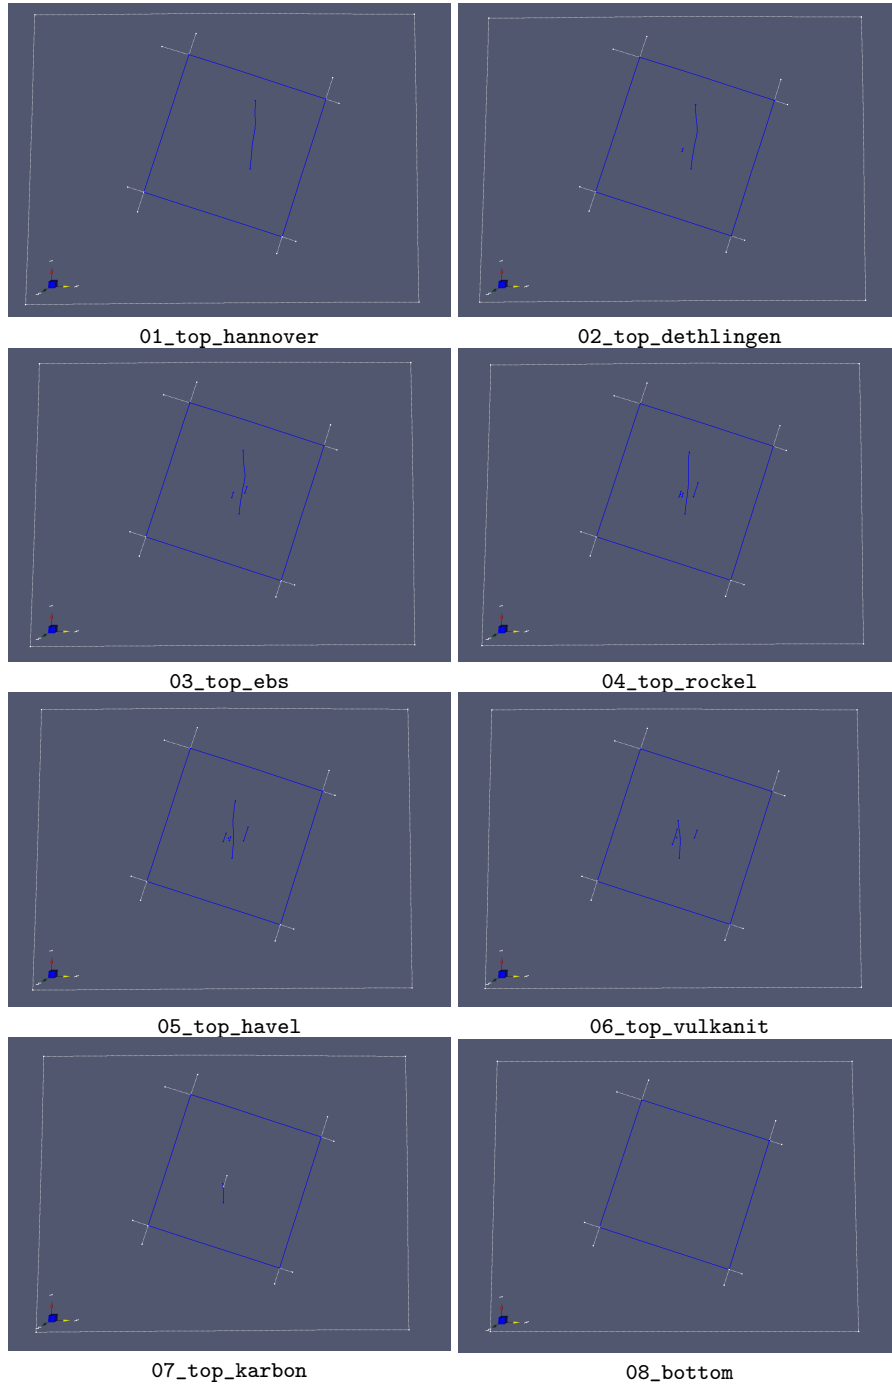 01_top_hannover
02_top_dethlingen
03_top_ebs
04_top_rockel
05_top_havel
06_top_vulkanit
07_top_karbon
08_bottom